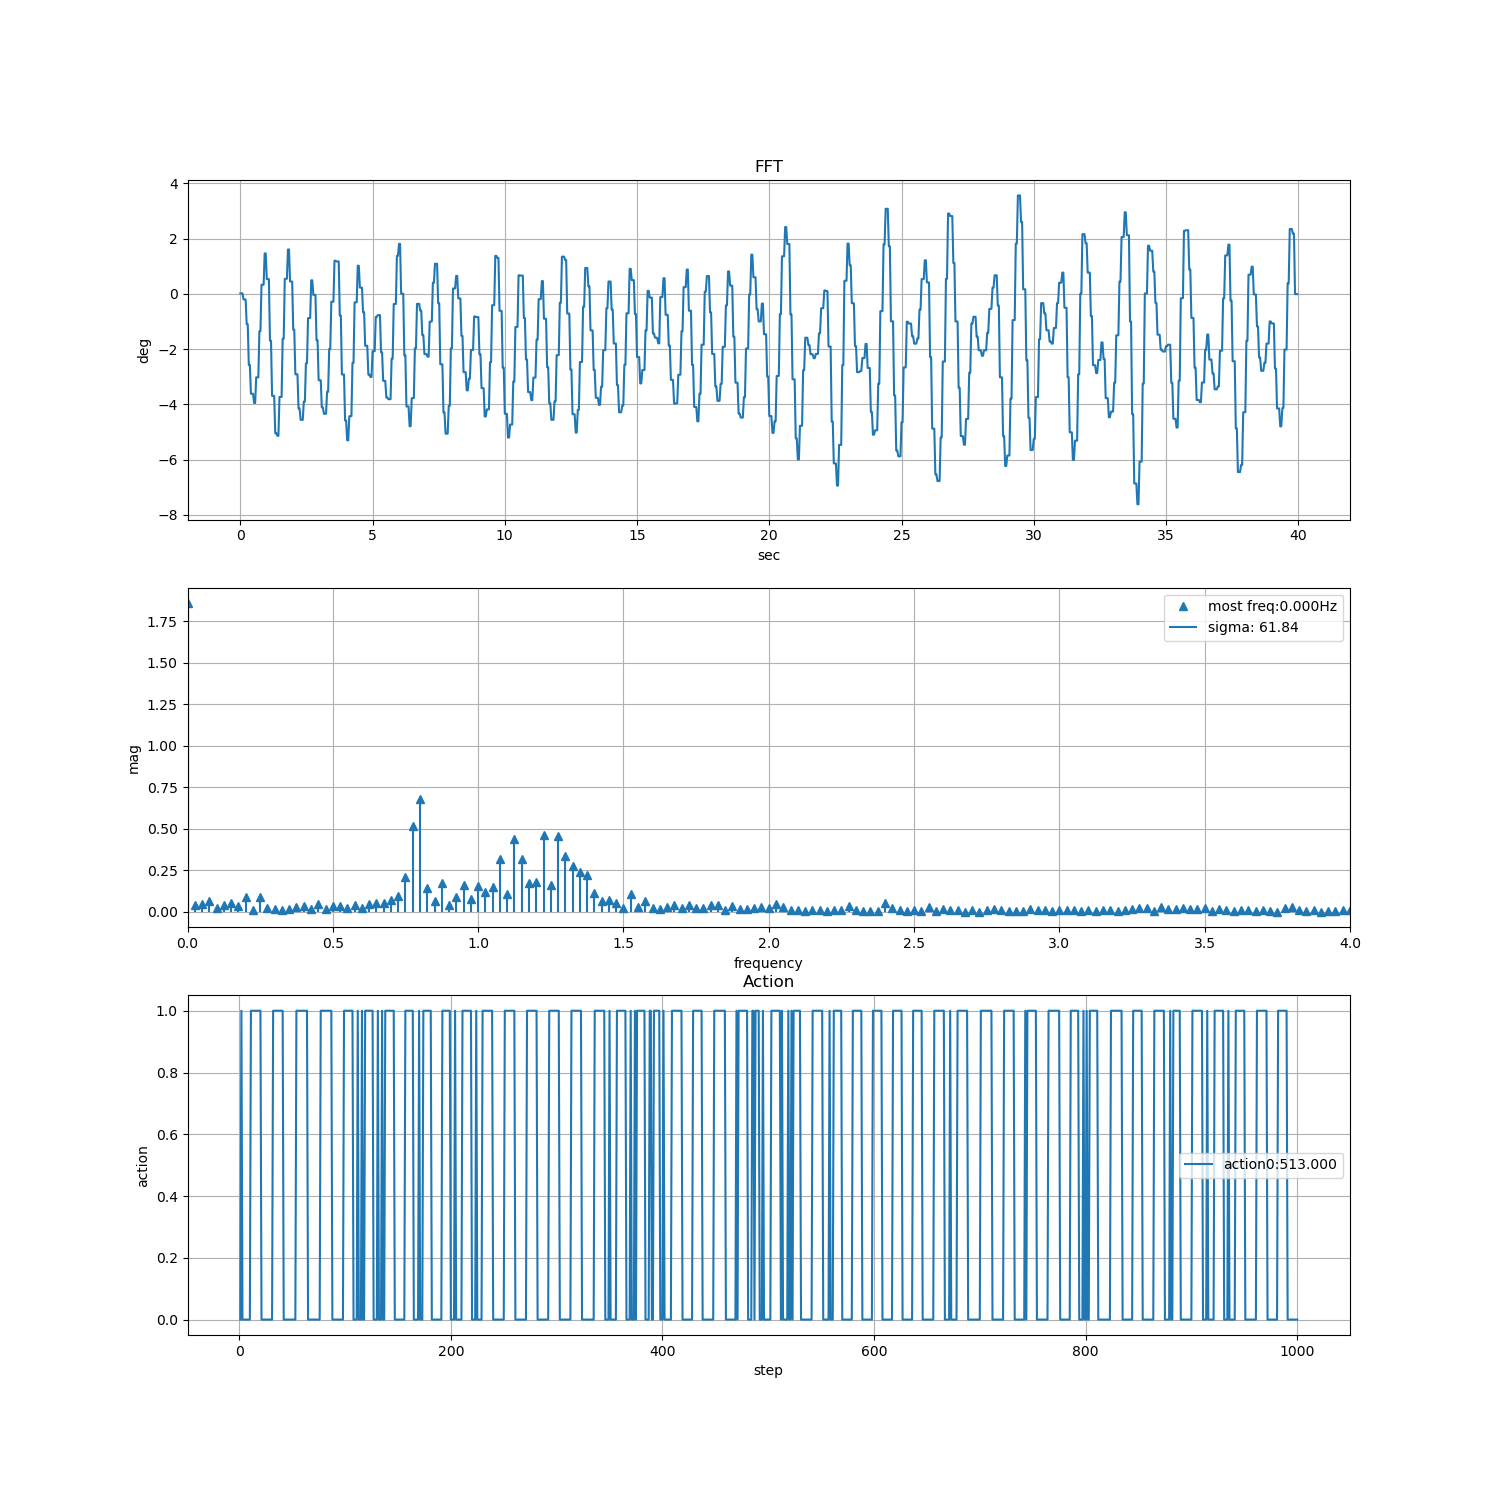 FFT
4
2
0
−2
−4
−6
−8
deg
0 5 10 15 20 25 30 35 40
sec
most freq:0.000Hz
sigma: 61.84
1.75
1.50
1.25
1.00
0.75
0.50
0.25
0.00
mag
0.0 0.5 1.0 1.5 2.0 2.5 3.0 3.5 4.0
frequency
Action
1.0
0.8
0.6
0.4
0.2
0.0
action
action0:513.000
0 200 400 600 800 1000
step